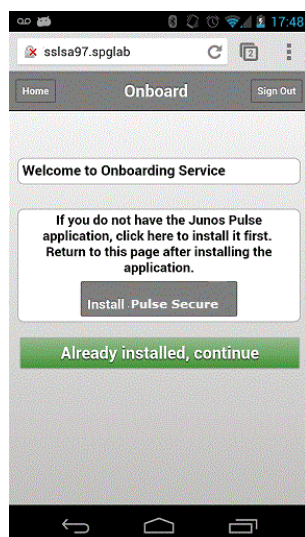 17:48
sslsa97.spglab
2
Home
Onboard
Sign Out
Welcome to Onboarding Service
If you do not have the Junos Pulse
application, click here to install it first.
Return to this page after installing the
application.
Install Pulse Secure
Already installed, continue